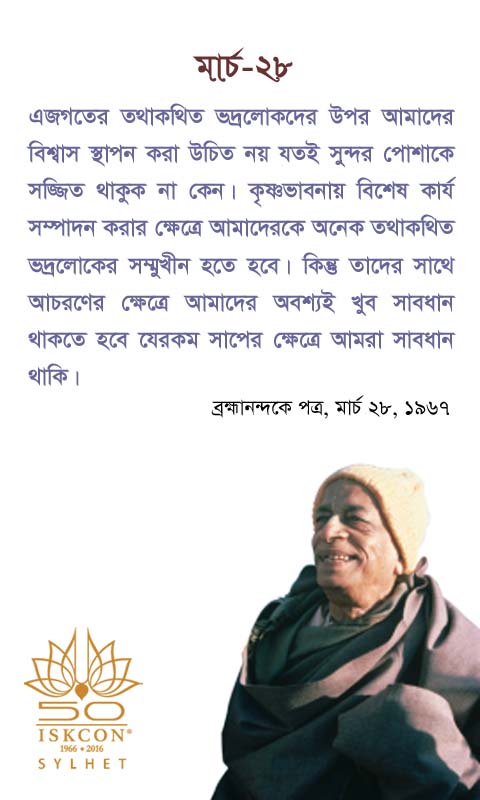 মার্চ-২৮
এজগতের তথাকথিত ভদ্রলোকদের উপর আমাদের
বিশ্বাস স্থাপন করা উচিত নয় যতই সুন্দর পোশাকে
সজ্জিত থাকুক না কেন। কৃষ্ণভাবনায় বিশেষ কার্য
সম্পাদন করার ক্ষেত্রে আমাদেরকে অনেক তথাকথিত
ভদ্রলোকের সম্মুখীন হতে হবে। কিন্তু তাদের সাথে
আচরণের ক্ষেত্রে আমাদের অবশ্যই খুব সাবধান
থাকতে হবে যেরকম সাপের ক্ষেত্রে আমরা সাবধান
থাকি।
ব্রহ্মানন্দকে পত্র, মার্চ ২৮, ১৯৬৭
50
ISKCON®
1966 • 2016
SYLHET